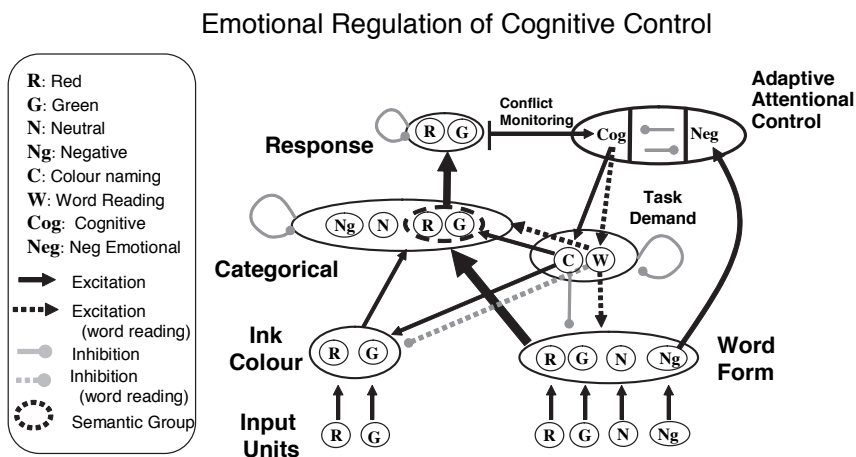 Emotional Regulation of Cognitive Control
R: Red
G: Green
N: Neutral
Ng: Negative
C: Colour naming
W: Word Reading
Cog: Cognitive
Neg: Neg Emotional
Excitation
Excitation
(word reading)
Inhibition
Inhibition
(word reading)
Semantic Group
Response
R G
Conflict
Monitoring
Cog Neg
Adaptive
Attentional
Control
Categorical
Ng N R G
Task
Demand
C W
Ink
Colour
R G
R G N Ng
Word
Form
Input
Units
R G
R G N Ng